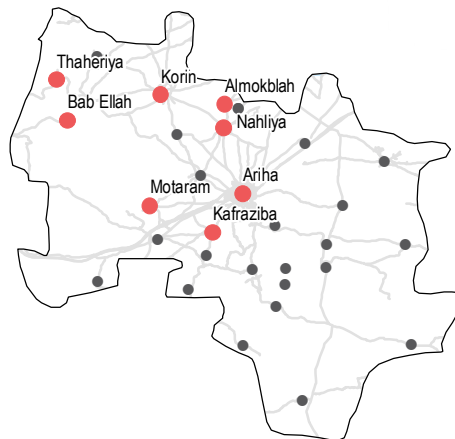 Thaheriya
Korin
Almokblah
Bab Ellah
Nahliya
Ariha
Motaram
Kafraziba